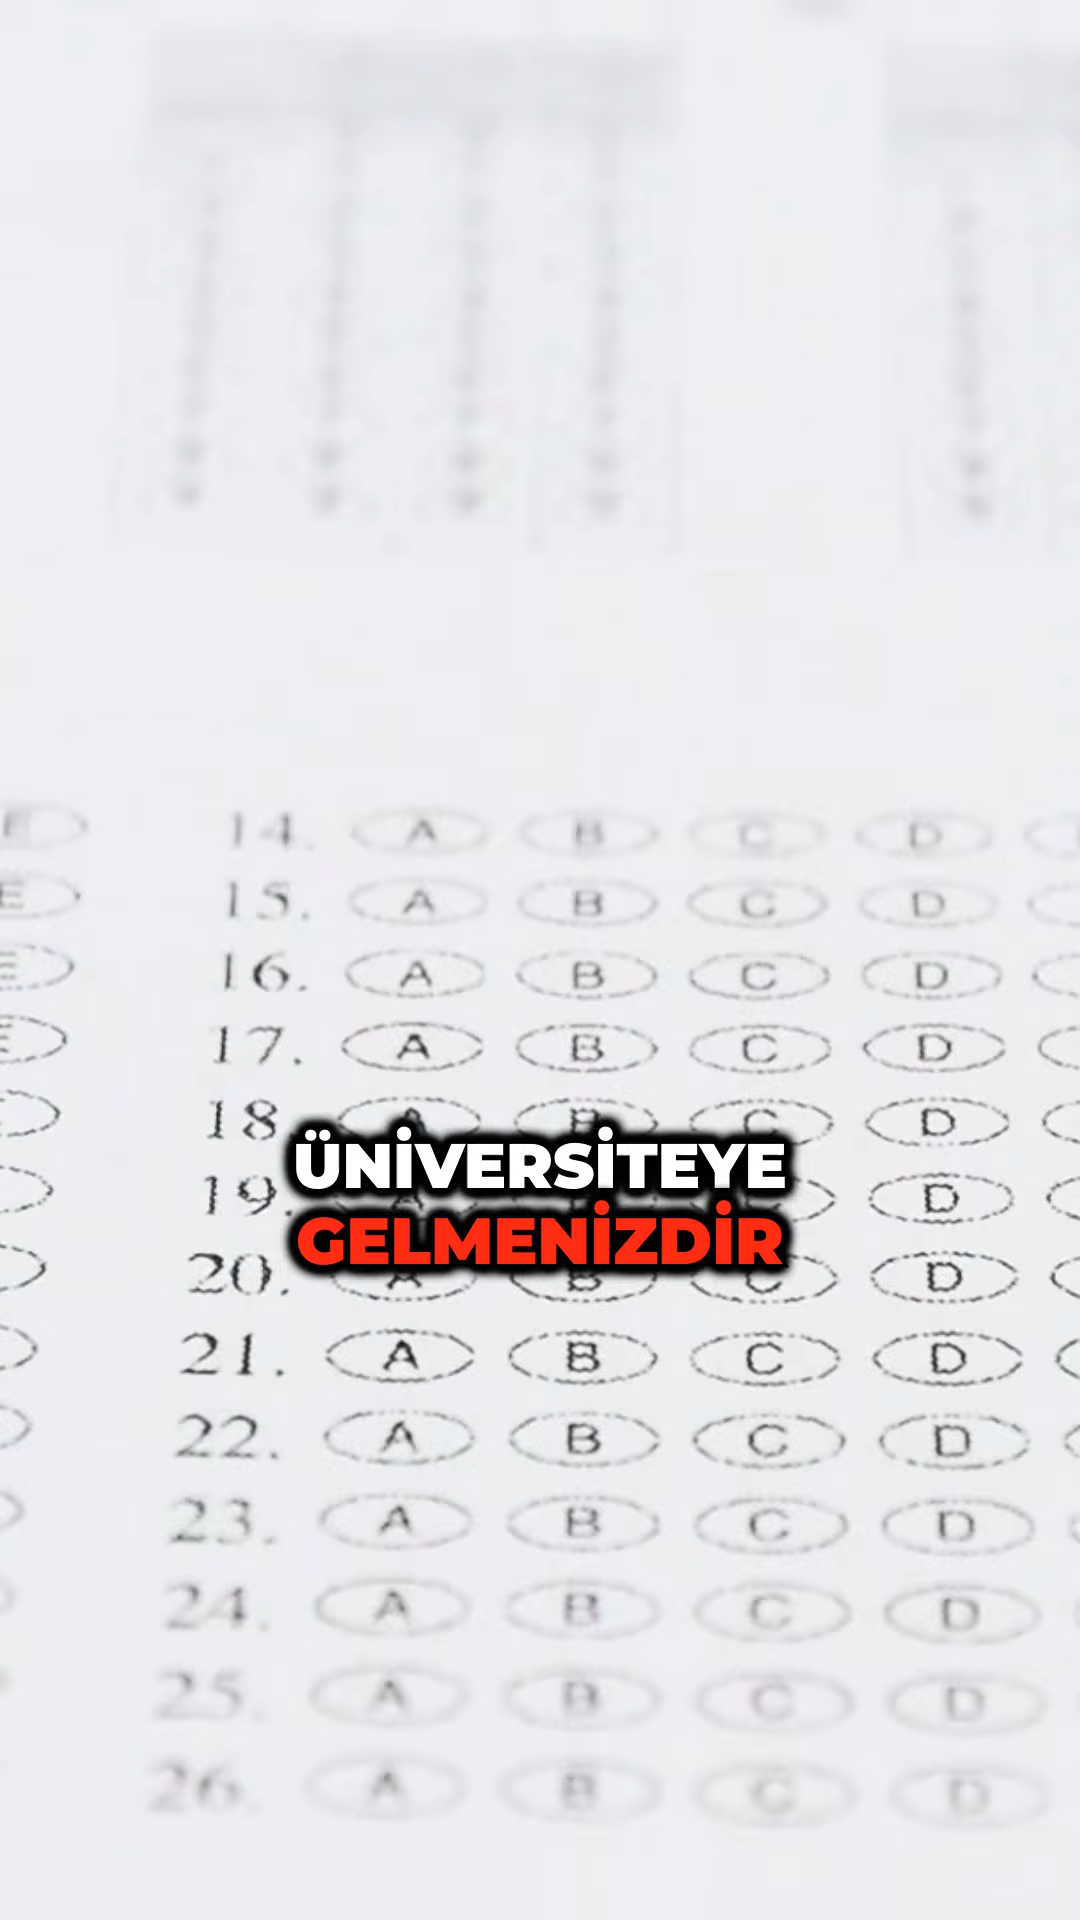 E 14. A B C D
E 15. A B C D
E 16. A B C D
E 17. A B C D
18 A B C D
ÜNİVERSİTEYE
19. A D
GELMENİZDİR
20. A B C D
21. A B C D
22. A B C D
23. A B C D
24. A B C D
25. A B C D
26. A B C D